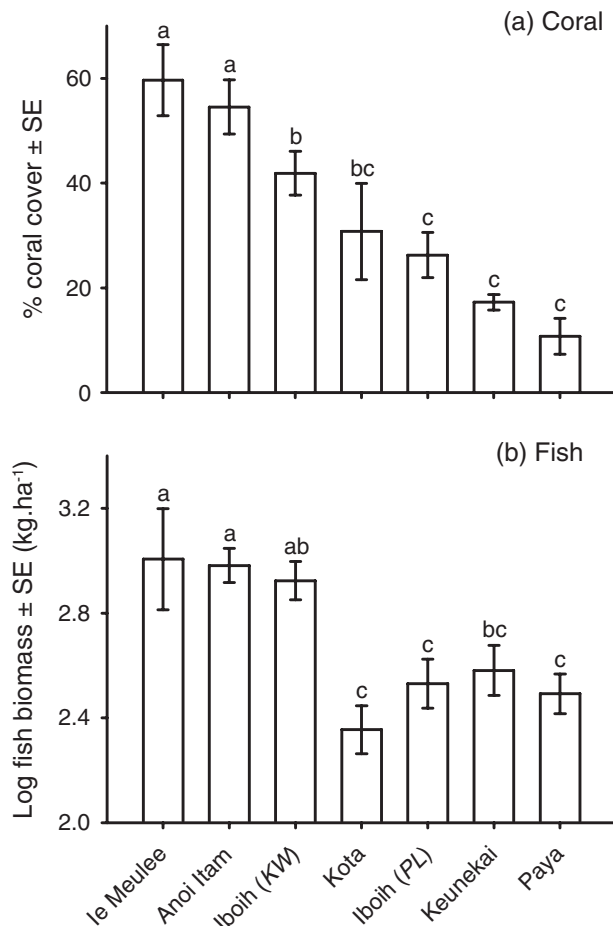 (a) Coral
% coral cover ± SE
60
40
20
0
a
a
b
bc
c
c
c
(b) Fish
Log fish biomass ± SE (kg.ha⁻¹)
3.2
2.8
2.4
2.0
a
a
ab
c
c
bc
c
Ie Meulee
Anoi Itam
Iboih (KW)
Kota
Iboih (PL)
Keunekai
Paya